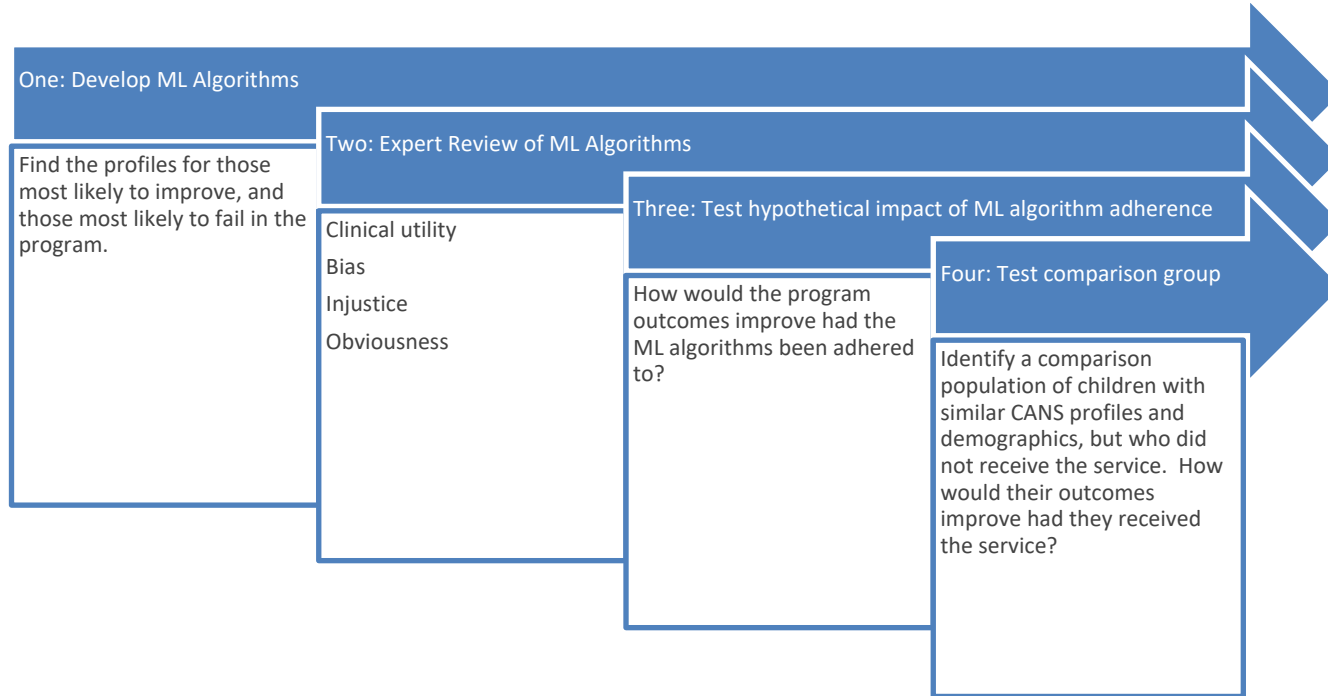 One: Develop ML Algorithms
Find the profiles for those
most likely to improve, and
those most likely to fail in the
program.
Two: Expert Review of ML Algorithms
Clinical utility
Bias
Injustice
Obviousness
Three: Test hypothetical impact of ML algorithm adherence
How would the program
outcomes improve had the
ML algorithms been adhered
to?
Four: Test comparison group
Identify a comparison
population of children with
similar CANS profiles and
demographics, but who did
not receive the service.  How
would their outcomes
improve had they received
the service?